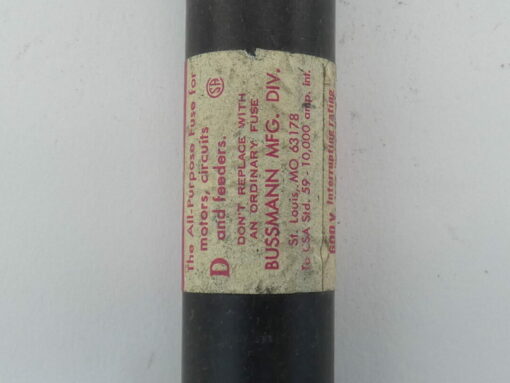 The All-Purpose Fuse for
motors, circuits
D and feeders.
SA
DON'T REPLACE WITH
AN ORDINARY FUSE
BUSSMANN MFG. DIV.
St. Louis, MO 63178
To CSA Std. 59 10,000 amp. int.
600 v. Interrupting rating